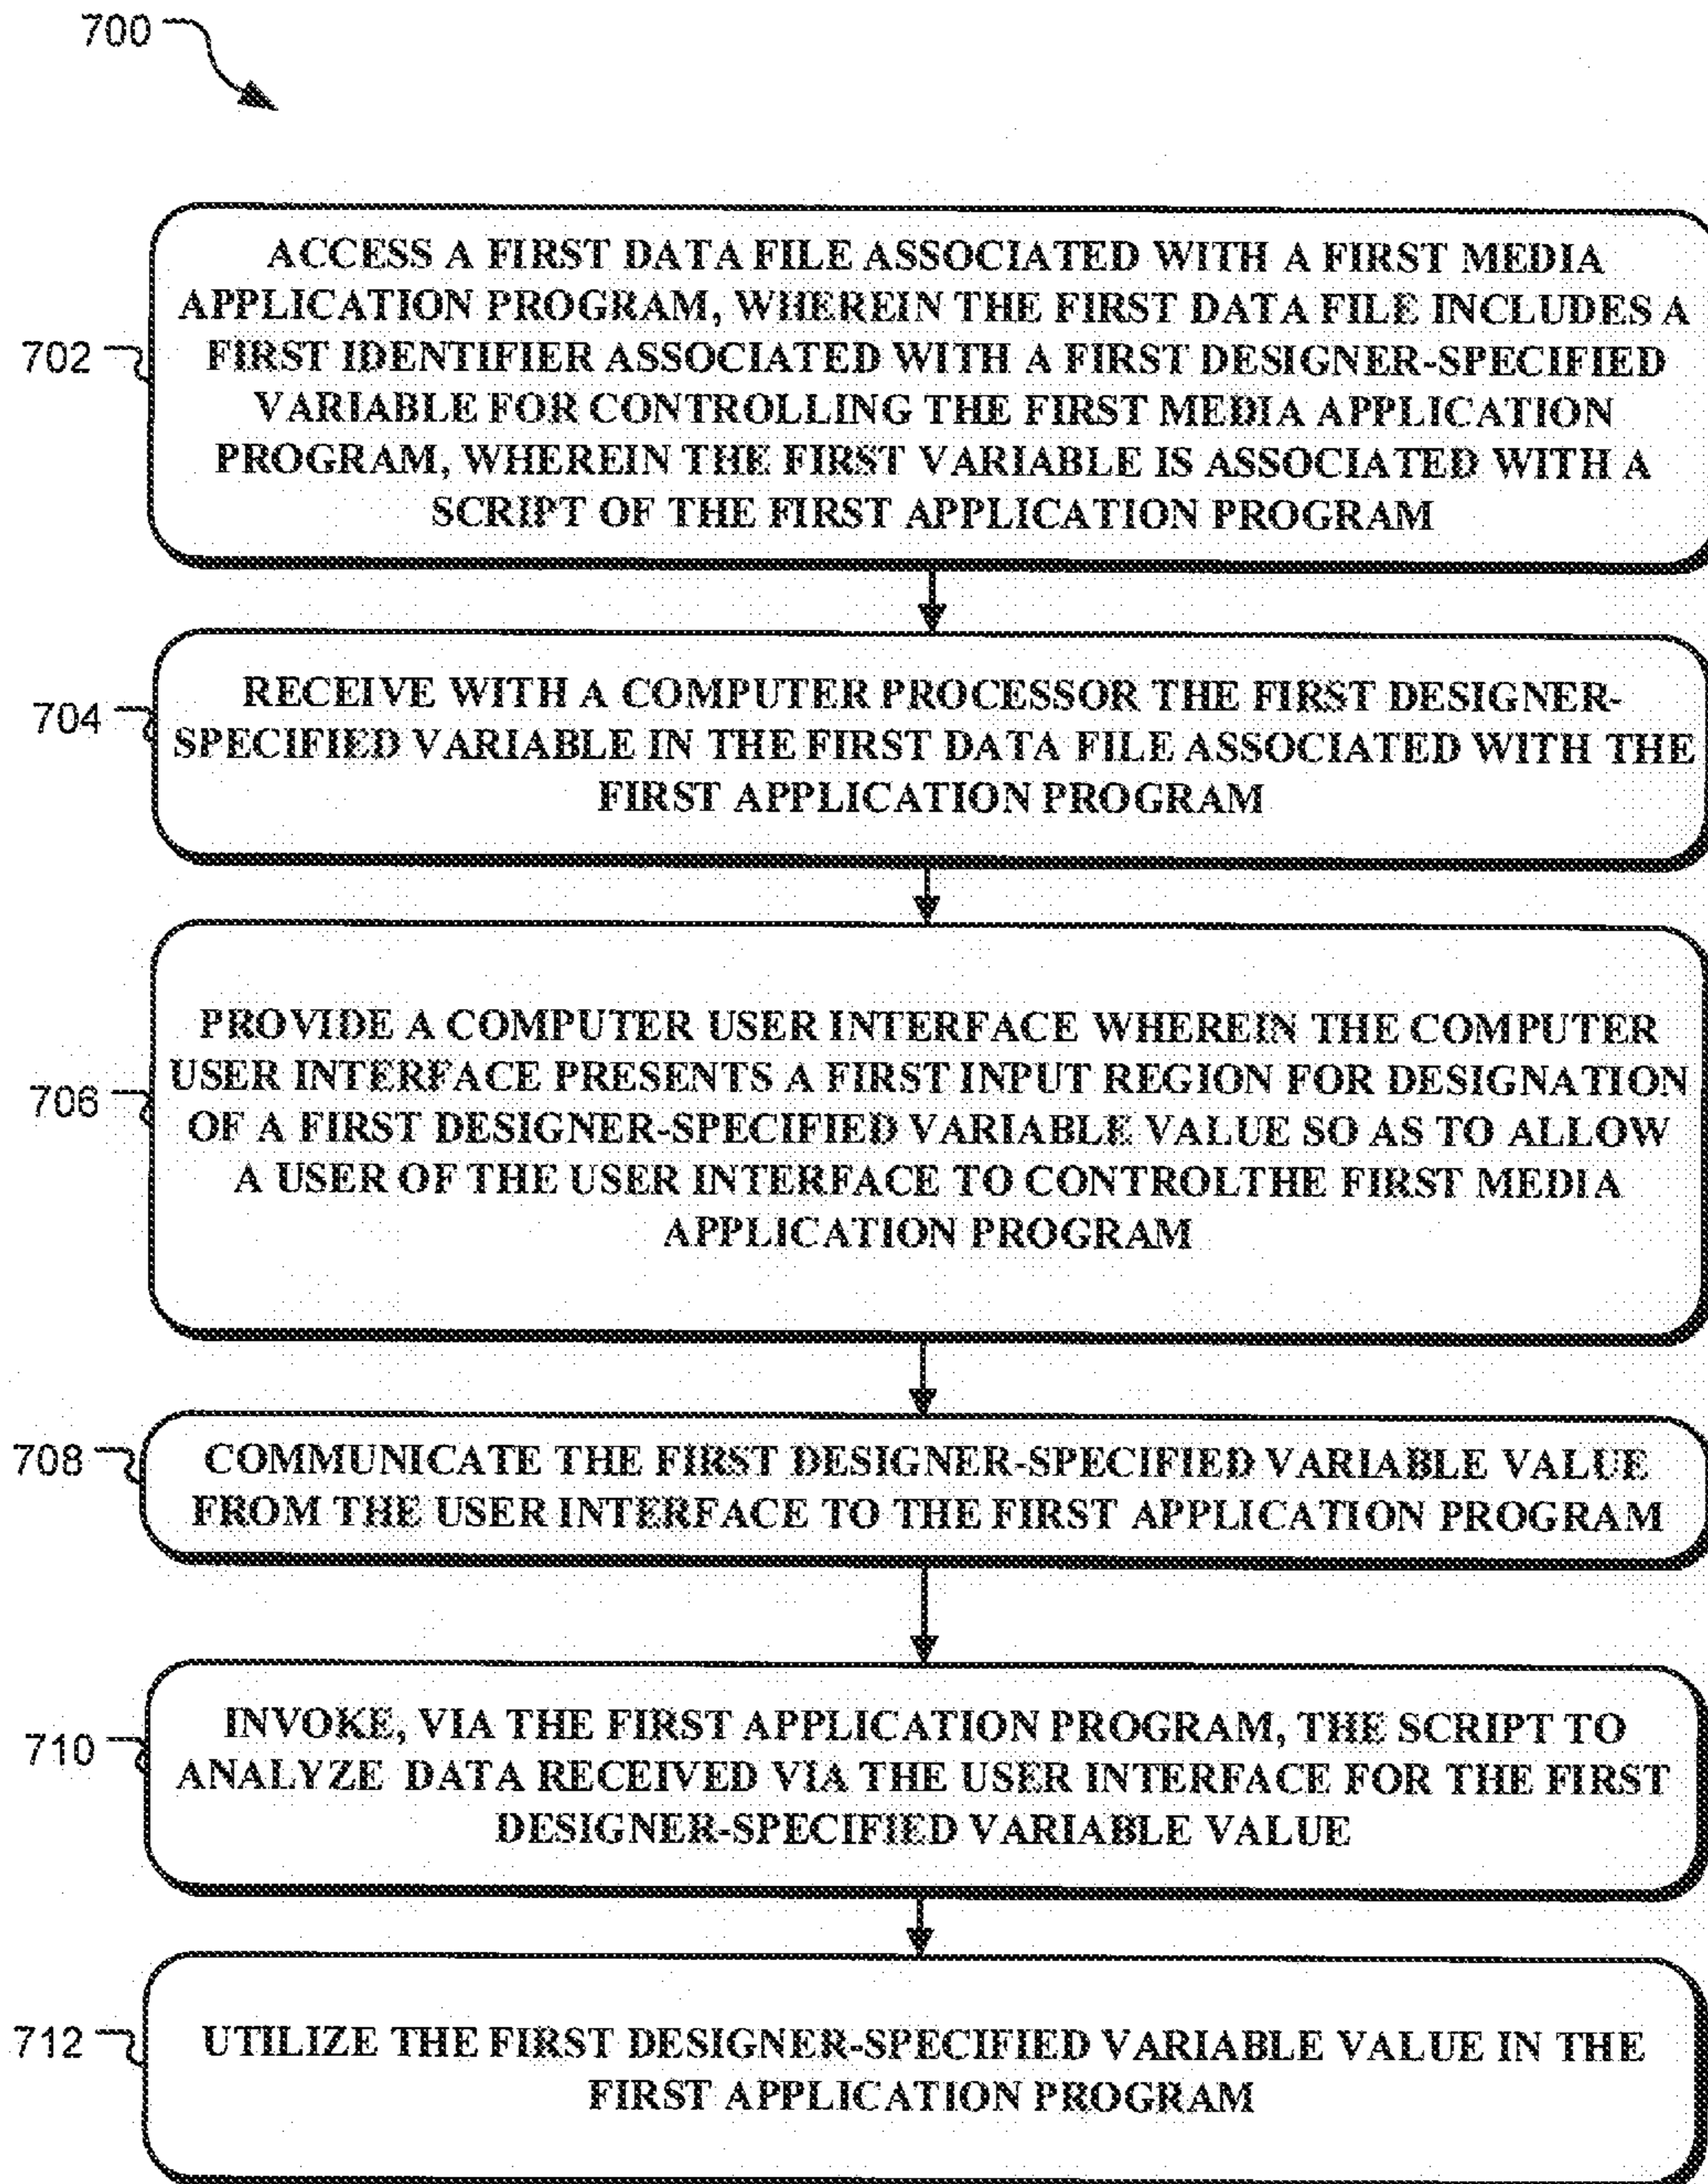 700
702
ACCESS A FIRST DATA FILE ASSOCIATED WITH A FIRST MEDIA
APPLICATION PROGRAM, WHEREIN THE FIRST DATA FILE INCLUDES A
FIRST IDENTIFIER ASSOCIATED WITH A FIRST DESIGNER-SPECIFIED
VARIABLE FOR CONTROLLING THE FIRST MEDIA APPLICATION
PROGRAM, WHEREIN THE FIRST VARIABLE IS ASSOCIATED WITH A
SCRIPT OF THE FIRST APPLICATION PROGRAM
704
RECEIVE WITH A COMPUTER PROCESSOR THE FIRST DESIGNER-
SPECIFIED VARIABLE IN THE FIRST DATA FILE ASSOCIATED WITH THE
FIRST APPLICATION PROGRAM
706
PROVIDE A COMPUTER USER INTERFACE WHEREIN THE COMPUTER
USER INTERFACE PRESENTS A FIRST INPUT REGION FOR DESIGNATION
OF A FIRST DESIGNER-SPECIFIED VARIABLE VALUE SO AS TO ALLOW
A USER OF THE USER INTERFACE TO CONTROLTHE FIRST MEDIA
APPLICATION PROGRAM
708
COMMUNICATE THE FIRST DESIGNER-SPECIFIED VARIABLE VALUE
FROM THE USER INTERFACE TO THE FIRST APPLICATION PROGRAM
710
INVOKE, VIA THE FIRST APPLICATION PROGRAM, THE SCRIPT TO
ANALYZE DATA RECEIVED VIA THE USER INTERFACE FOR THE FIRST
DESIGNER-SPECIFIED VARIABLE VALUE
712
UTILIZE THE FIRST DESIGNER-SPECIFIED VARIABLE VALUE IN THE
FIRST APPLICATION PROGRAM